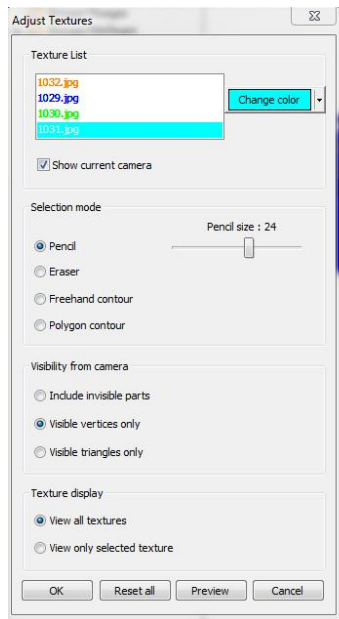 Adjust Textures
Texture List
1032.jpg
1029.jpg
1030.jpg
1031.jpg
Change color
Show current camera
Selection mode
Pencil size : 24
Pencil
Eraser
Freehand contour
Polygon contour
Visibility from camera
Include invisible parts
Visible vertices only
Visible triangles only
Texture display
View all textures
View only selected texture
OK Reset all Preview Cancel